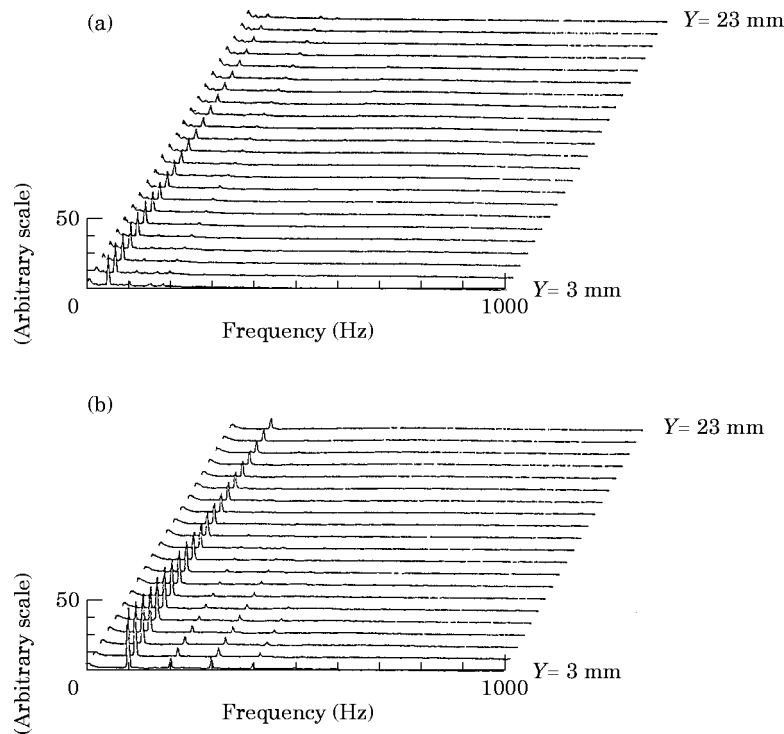 (a)
Y= 23 mm
(Arbitrary scale)
50
0
1000
Y= 3 mm
Frequency (Hz)
(b)
Y= 23 mm
(Arbitrary scale)
50
0
1000
Y= 3 mm
Frequency (Hz)